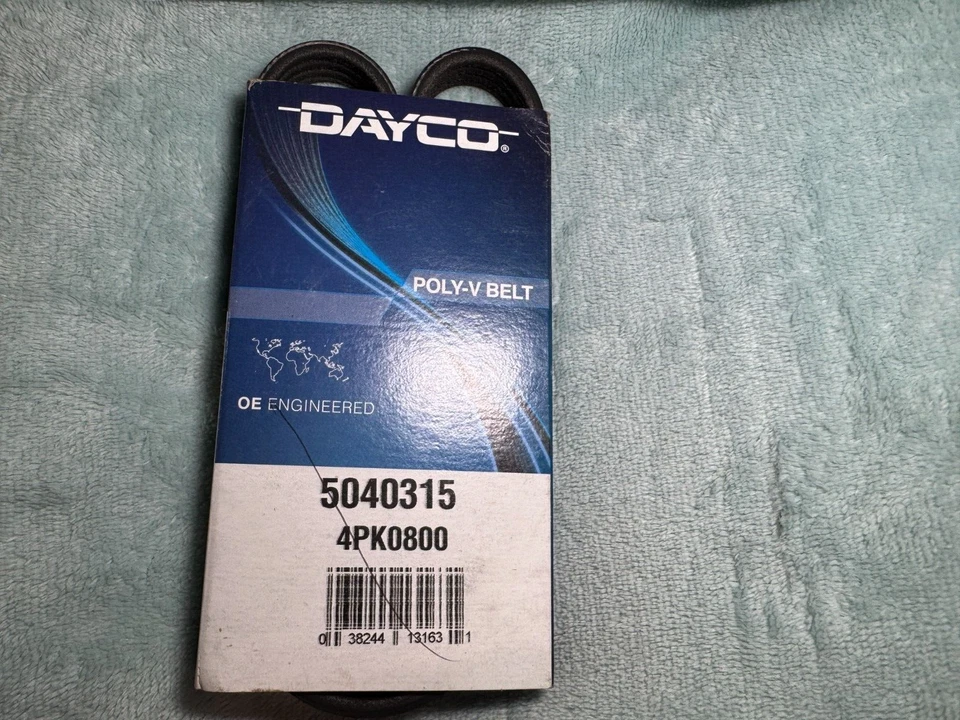 DAYCO®
POLY-V BELT
OE ENGINEERED
5040315
4PK0800
0 38244 13163 1